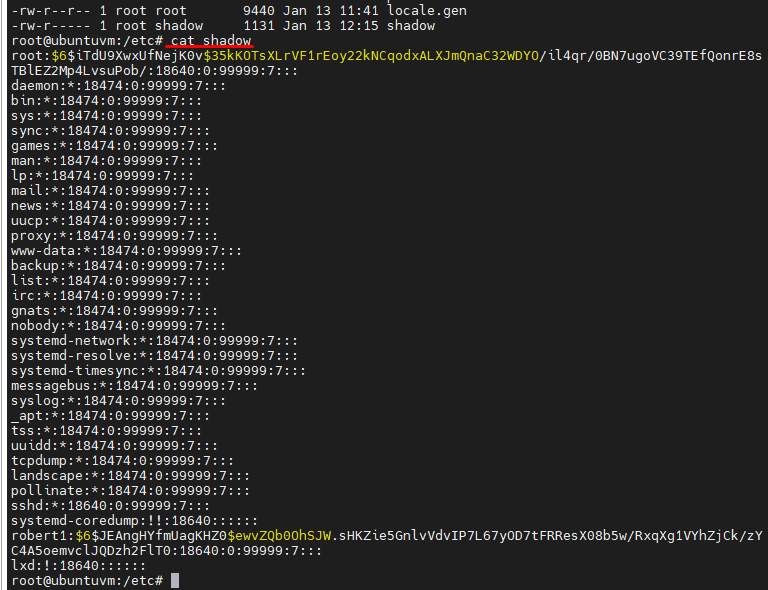 -rw-r--r-- 1 root root 9440 Jan 13 11:41 locale.gen
-rw-r----- 1 root shadow 1131 Jan 13 12:15 shadow
root@ubuntuvm:/etc# cat shadow
root:$6$iTdU9XwxUfNejK0v$35kKOTsXLrVF1rEoy22kNCqodxALXJmQnaC32WDYO/il4qr/0BN7ugoVC39TEfQonrE8s
TBlEZ2Mp4LvsuPob/:18640:0:99999:7:::
daemon:*:18474:0:99999:7:::
bin:*:18474:0:99999:7:::
sys:*:18474:0:99999:7:::
sync:*:18474:0:99999:7:::
games:*:18474:0:99999:7:::
man:*:18474:0:99999:7:::
lp:*:18474:0:99999:7:::
mail:*:18474:0:99999:7:::
news:*:18474:0:99999:7:::
uucp:*:18474:0:99999:7:::
proxy:*:18474:0:99999:7:::
www-data:*:18474:0:99999:7:::
backup:*:18474:0:99999:7:::
list:*:18474:0:99999:7:::
irc:*:18474:0:99999:7:::
gnats:*:18474:0:99999:7:::
nobody:*:18474:0:99999:7:::
systemd-network:*:18474:0:99999:7:::
systemd-resolve:*:18474:0:99999:7:::
systemd-timesync:*:18474:0:99999:7:::
messagebus:*:18474:0:99999:7:::
syslog:*:18474:0:99999:7:::
_apt:*:18474:0:99999:7:::
tss:*:18474:0:99999:7:::
uuidd:*:18474:0:99999:7:::
tcpdump:*:18474:0:99999:7:::
landscape:*:18474:0:99999:7:::
pollinate:*:18474:0:99999:7:::
sshd:*:18640:0:99999:7:::
systemd-coredump:!!:18640::::::
robert1:$6$JEAngHYfmUagKHZ0$ewvZQb0OhSJW.sHKZie5GnlvVdvIP7L67yOD7tFRResX08b5w/RxqXg1VYhZjCk/zY
C4A5oemvclJQDzh2FlT0:18640:0:99999:7:::
lxd:!:18640::::::
root@ubuntuvm:/etc#